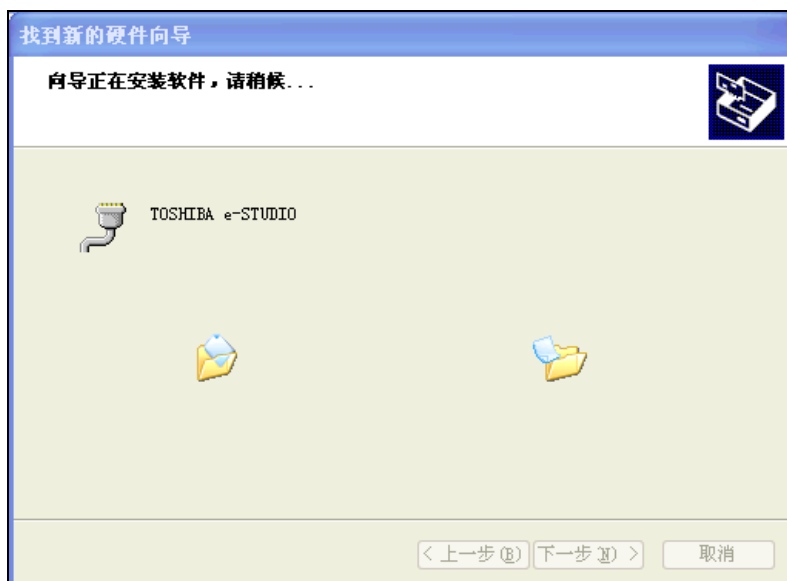 找到新的硬件向导
向导正在安装软件，请稍候...
TOSHIBA e-STUDIO
< 上一步(B) 下一步(N) > 取消